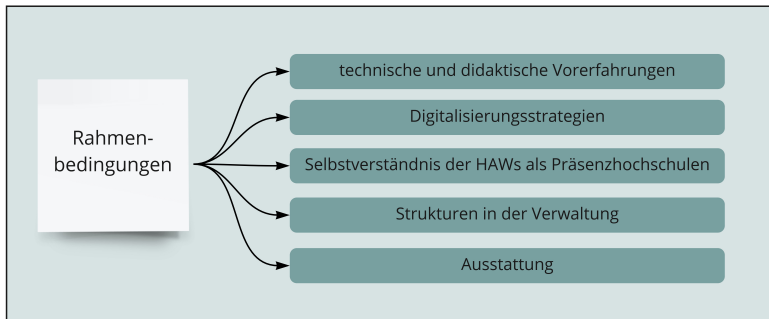 Rahmen-
bedingungen
technische und didaktische Vorerfahrungen
Digitalisierungsstrategien
Selbstverständnis der HAWs als Präsenzhochschulen
Strukturen in der Verwaltung
Ausstattung